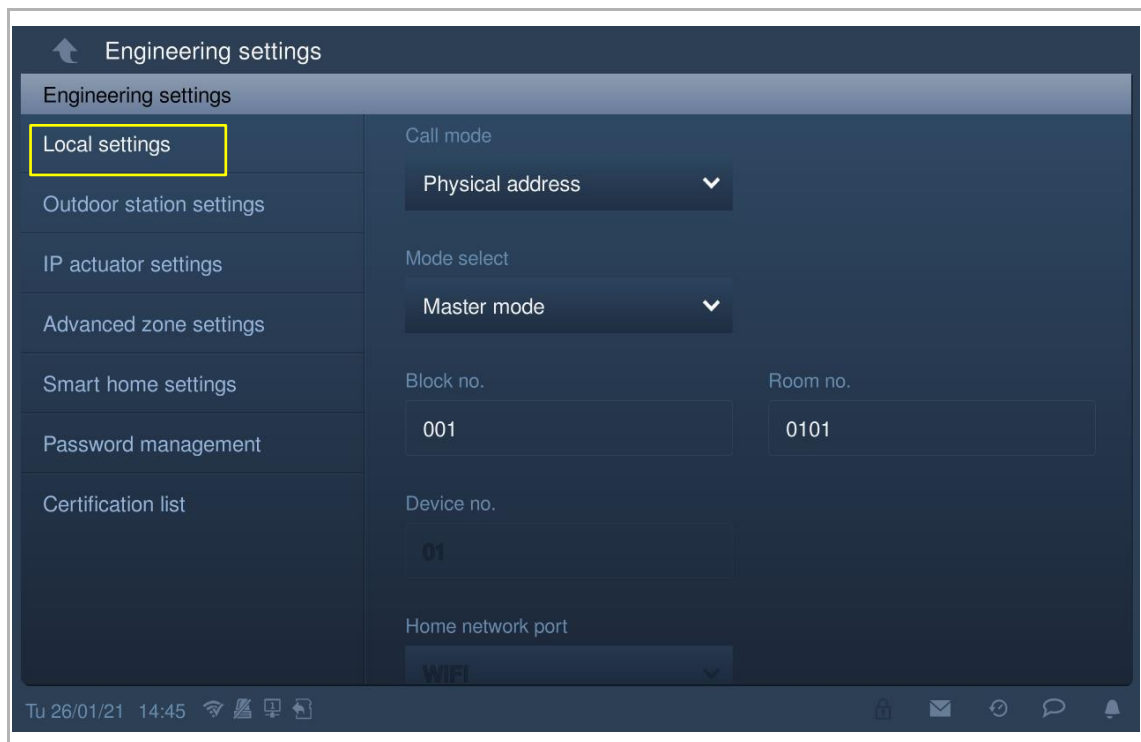 Engineering settings
Engineering settings
Local settings
Outdoor station settings
IP actuator settings
Advanced zone settings
Smart home settings
Password management
Certification list
Call mode
Physical address
Mode select
Master mode
Block no. Room no.
001 0101
Device no.
01
Home network port
WIFI
Tu 26/01/21 14:45 1